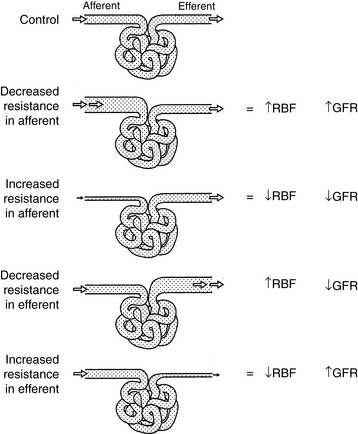 Afferent Efferent
Control
Decreased
resistance
in afferent
= ↑RBF ↑GFR
Increased
resistance
in afferent
= ↓RBF ↓GFR
Decreased
resistance
in efferent
↑RBF ↓GFR
Increased
resistance
in efferent
= ↓RBF ↑GFR